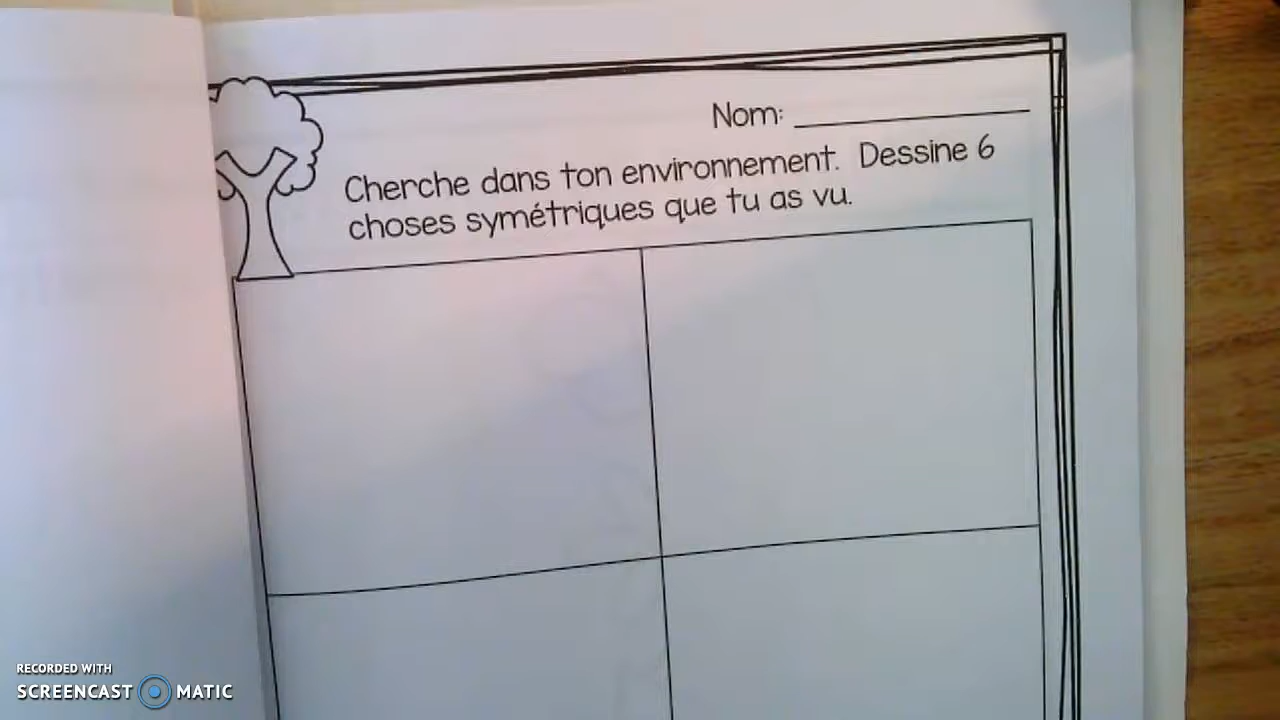 Nom:
Cherche dans ton environnement. Dessine 6
choses symétriques que tu as vu.
RECORDED WITH
SCREENCAST MATIC